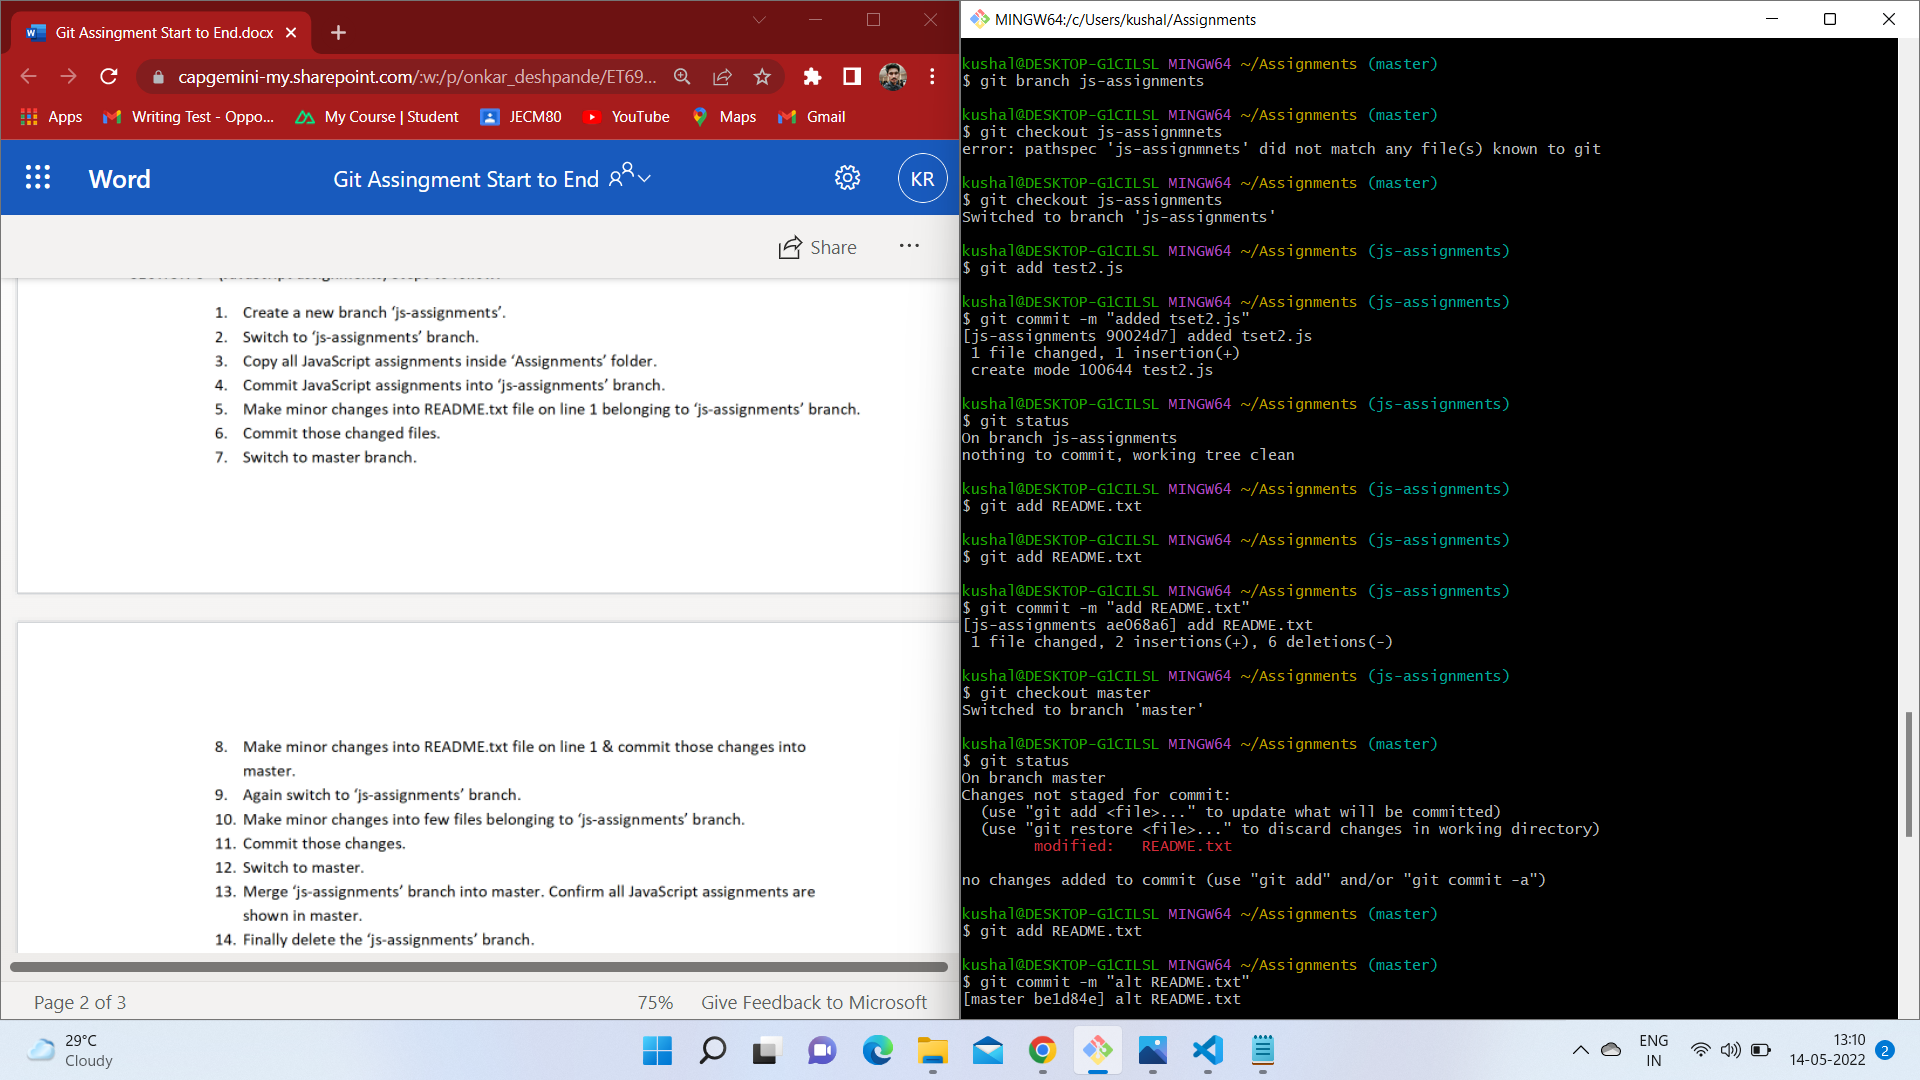 Git Assingment Start to End.docx
capgemini-my.sharepoint.com/:w:/p/onkar_deshpande/ET69...
Apps
Writing Test - Oppo...
My Course | Student
JECM80
YouTube
Maps
Gmail
Word
Git Assingment Start to End
KR
Share
1. Create a new branch ‘js-assignments’.
2. Switch to ‘js-assignments’ branch.
3. Copy all JavaScript assignments inside ‘Assignments’ folder.
4. Commit JavaScript assignments into ‘js-assignments’ branch.
5. Make minor changes into README.txt file on line 1 belonging to ‘js-assignments’ branch.
6. Commit those changed files.
7. Switch to master branch.
8. Make minor changes into README.txt file on line 1 & commit those changes into
master.
9. Again switch to ‘js-assignments’ branch.
10. Make minor changes into few files belonging to ‘js-assignments’ branch.
11. Commit those changes.
12. Switch to master.
13. Merge ‘js-assignments’ branch into master. Confirm all JavaScript assignments are
shown in master.
14. Finally delete the ‘js-assignments’ branch.
Page 2 of 3
75%
Give Feedback to Microsoft
MINGW64:/c/Users/kushal/Assignments
kushal@DESKTOP-G1CILSL MINGW64 ~/Assignments (master)
$ git branch js-assignments
kushal@DESKTOP-G1CILSL MINGW64 ~/Assignments (master)
$ git checkout js-assignmnets
error: pathspec 'js-assignmnets' did not match any file(s) known to git
kushal@DESKTOP-G1CILSL MINGW64 ~/Assignments (master)
$ git checkout js-assignments
Switched to branch 'js-assignments'
kushal@DESKTOP-G1CILSL MINGW64 ~/Assignments (js-assignments)
$ git add test2.js
kushal@DESKTOP-G1CILSL MINGW64 ~/Assignments (js-assignments)
$ git commit -m "added tset2.js"
[js-assignments 90024d7] added tset2.js
1 file changed, 1 insertion(+)
create mode 100644 test2.js
kushal@DESKTOP-G1CILSL MINGW64 ~/Assignments (js-assignments)
$ git status
On branch js-assignments
nothing to commit, working tree clean
kushal@DESKTOP-G1CILSL MINGW64 ~/Assignments (js-assignments)
$ git add README.txt
kushal@DESKTOP-G1CILSL MINGW64 ~/Assignments (js-assignments)
$ git add README.txt
kushal@DESKTOP-G1CILSL MINGW64 ~/Assignments (js-assignments)
$ git commit -m "add README.txt"
[js-assignments ae068a6] add README.txt
1 file changed, 2 insertions(+), 6 deletions(-)
kushal@DESKTOP-G1CILSL MINGW64 ~/Assignments (js-assignments)
$ git checkout master
Switched to branch 'master'
kushal@DESKTOP-G1CILSL MINGW64 ~/Assignments (master)
$ git status
On branch master
Changes not staged for commit:
(use "git add <file>..." to update what will be committed)
(use "git restore <file>..." to discard changes in working directory)
modified: README.txt
no changes added to commit (use "git add" and/or "git commit -a")
kushal@DESKTOP-G1CILSL MINGW64 ~/Assignments (master)
$ git add README.txt
kushal@DESKTOP-G1CILSL MINGW64 ~/Assignments (master)
$ git commit -m "alt README.txt"
[master be1d84e] alt README.txt
29°C
Cloudy
ENG
IN
13:10
14-05-2022
2